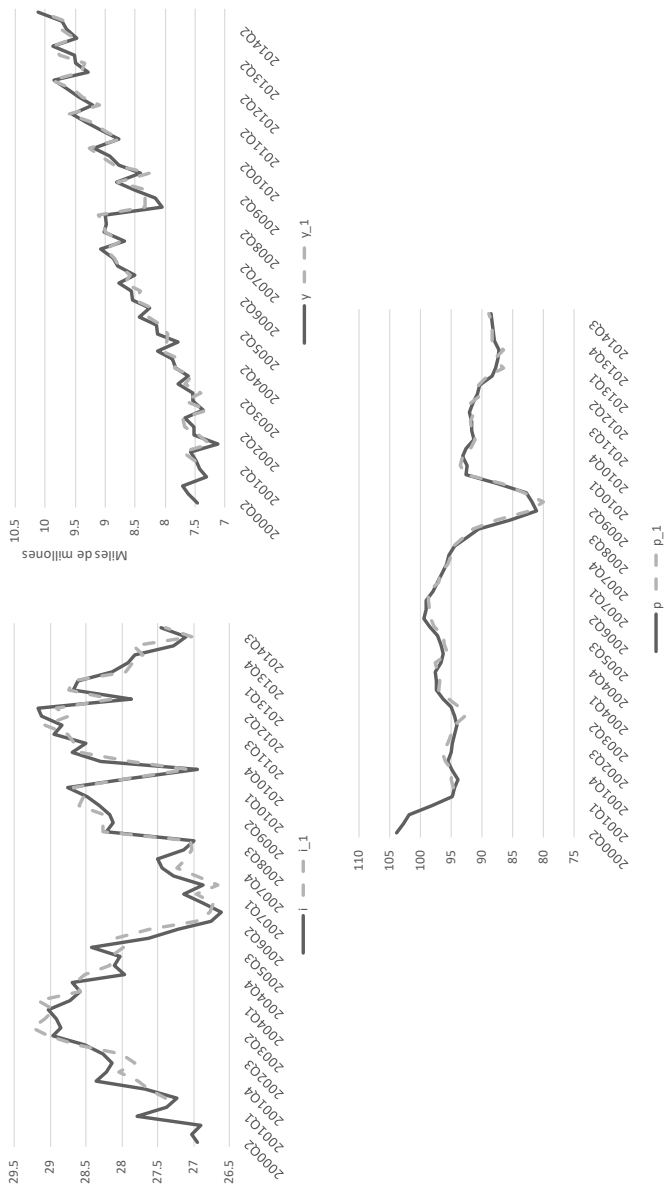 29.5
29
28.5
28
27.5
27
26.5
2000Q2
2001Q1
2001Q4
2002Q3
2003Q2
2004Q1
2004Q4
2005Q3
2006Q2
2007Q1
2007Q4
2008Q3
2009Q2
2010Q1
2010Q4
2011Q3
2012Q2
2013Q1
2013Q4
2014Q3
i i_1
Miles de millones
10.5
10
9.5
9
8.5
8
7.5
7
2000Q2
2001Q2
2002Q2
2003Q2
2004Q2
2005Q2
2006Q2
2007Q2
2008Q2
2009Q2
2010Q2
2011Q2
2012Q2
2013Q2
2014Q2
y y_1
110
105
100
95
90
85
80
75
2000Q2
2001Q1
2001Q4
2002Q3
2003Q2
2004Q1
2004Q4
2005Q3
2006Q2
2007Q1
2007Q4
2008Q3
2009Q2
2010Q1
2010Q4
2011Q3
2012Q2
2013Q1
2013Q4
2014Q3
p p_1